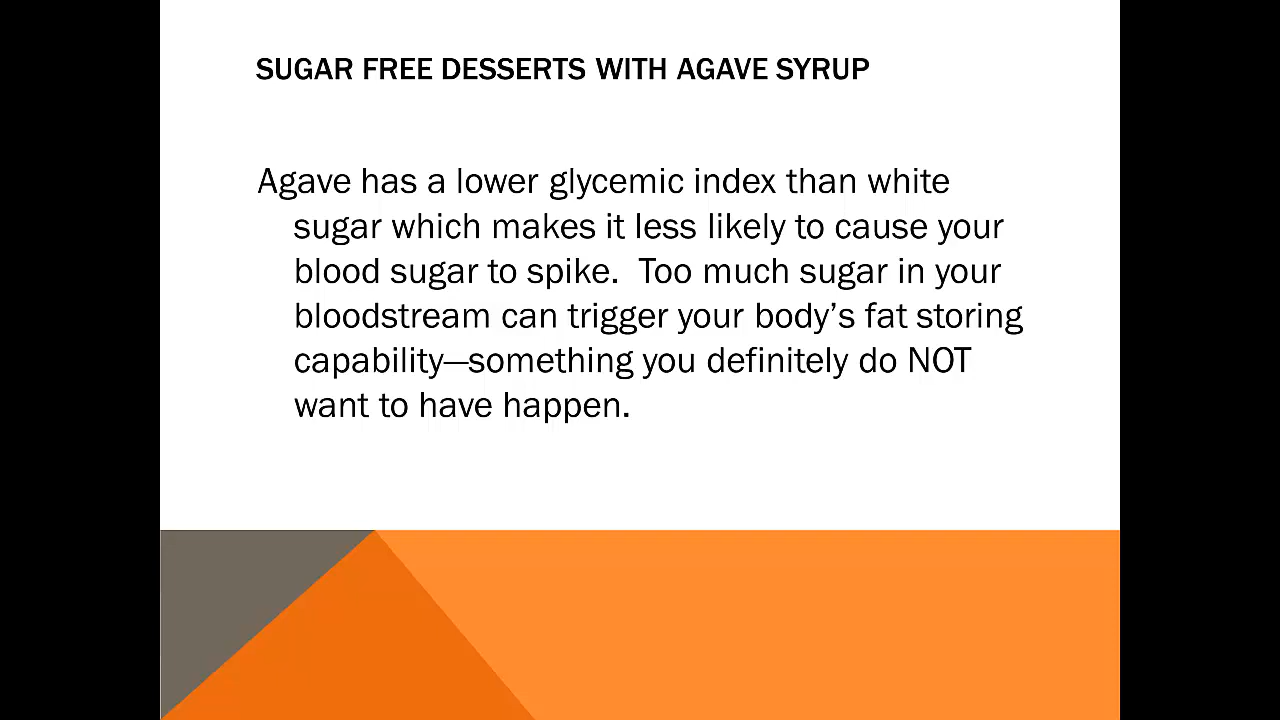 SUGAR FREE DESSERTS WITH AGAVE SYRUP
Agave has a lower glycemic index than white
sugar which makes it less likely to cause your
blood sugar to spike.  Too much sugar in your
bloodstream can trigger your body’s fat storing
capability—something you definitely do NOT
want to have happen.